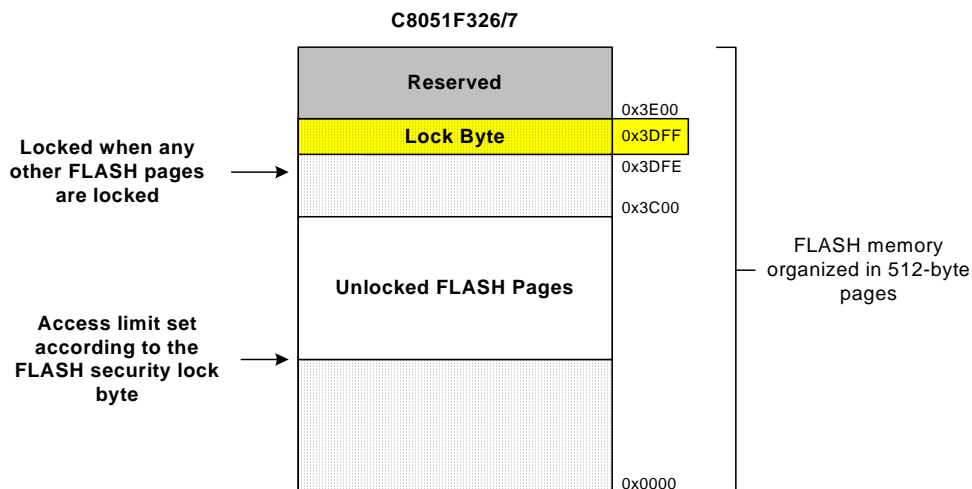 C8051F326/7
Reserved
0x3E00
Lock Byte
0x3DFF
Locked when any
other FLASH pages
are locked
0x3DFE
0x3C00
Unlocked FLASH Pages
FLASH memory
organized in 512-byte
pages
Access limit set
according to the
FLASH security lock
byte
0x0000